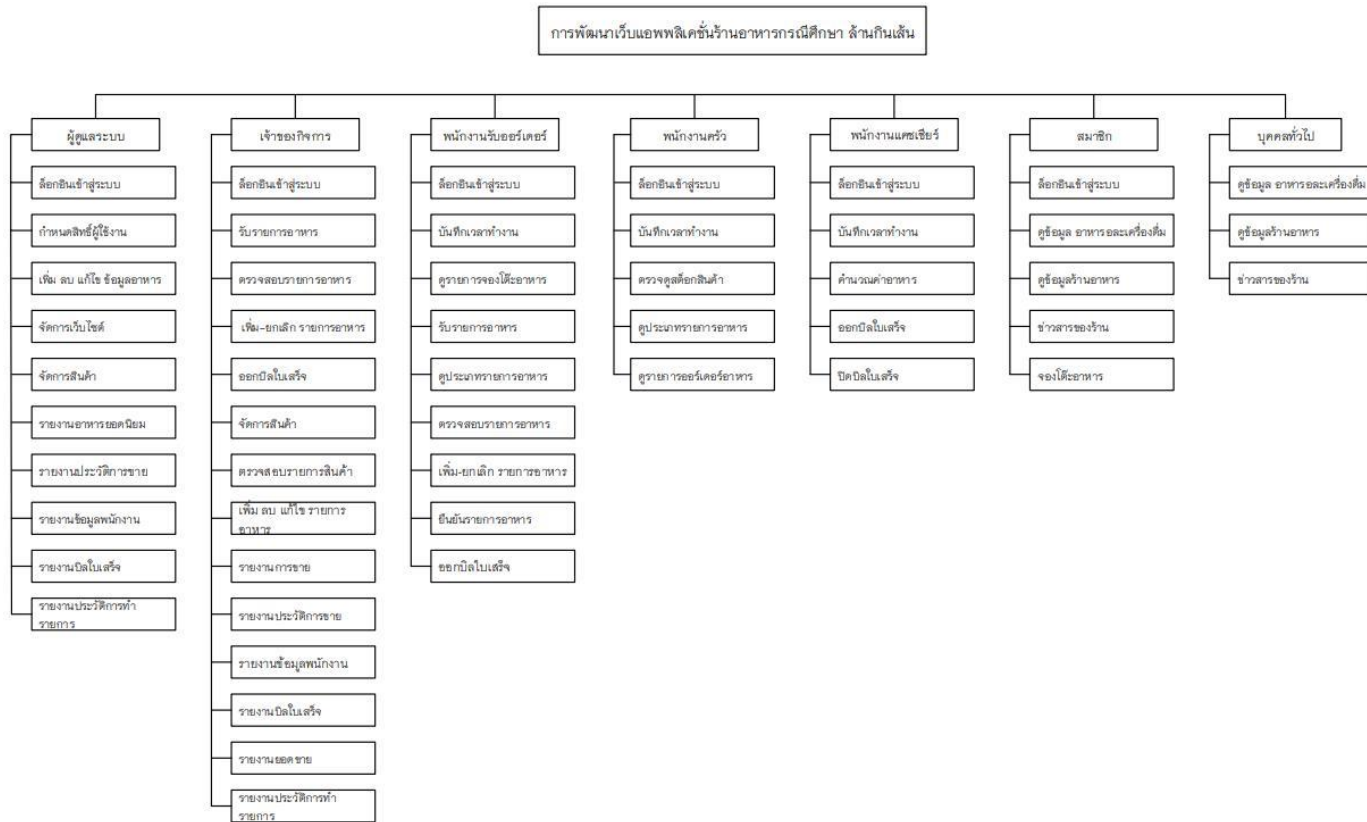 การพัฒนาเว็บแอพพลิเคชั่นร้านอาหารกรณีศึกษา ล้านกินเส้น
ผู้ดูแลระบบ
ล็อกอินเข้าสู่ระบบ
กำหนดสิทธิ์ผู้ใช้งาน
เพิ่ม ลบ แก้ไข ข้อมูลอาหาร
จัดการเว็บไซต์
จัดการสินค้า
รายงานอาหารยอดนิยม
รายงานประวัติการขาย
รายงานข้อมูลพนักงาน
รายงานบิลใบเสร็จ
รายงานประวัติการทำ
รายการ
เจ้าของกิจการ
ล็อกอินเข้าสู่ระบบ
รับรายการอาหาร
ตรวจสอบรายการอาหาร
เพิ่ม-ยกเลิก รายการอาหาร
ออกบิลใบเสร็จ
จัดการสินค้า
ตรวจสอบรายการสินค้า
เพิ่ม ลบ แก้ไข รายการ
อาหาร
รายงานการขาย
รายงานประวัติการขาย
รายงานข้อมูลพนักงาน
รายงานบิลใบเสร็จ
รายงานยอดขาย
รายงานประวัติการทำ
รายการ
พนักงานรับออร์เดอร์
ล็อกอินเข้าสู่ระบบ
บันทึกเวลาทำงาน
ดูรายการจองโต๊ะอาหาร
รับรายการอาหาร
ดูประเภทรายการอาหาร
ตรวจสอบรายการอาหาร
เพิ่ม-ยกเลิก รายการอาหาร
ยืนยันรายการอาหาร
ออกบิลใบเสร็จ
พนักงานครัว
ล็อกอินเข้าสู่ระบบ
บันทึกเวลาทำงาน
ตรวจดูสต็อกสินค้า
ดูประเภทรายการอาหาร
ดูรายการออร์เดอร์อาหาร
พนักงานแคชเชียร์
ล็อกอินเข้าสู่ระบบ
บันทึกเวลาทำงาน
คำนวณค่าอาหาร
ออกบิลใบเสร็จ
ปิดบิลใบเสร็จ
สมาชิก
ล็อกอินเข้าสู่ระบบ
ดูข้อมูล อาหารอละเครื่องดื่ม
ดูข้อมูลร้านอาหาร
ข่าวสารของร้าน
จองโต๊ะอาหาร
บุคคลทั่วไป
ดูข้อมูล อาหารอละเครื่องดื่ม
ดูข้อมูลร้านอาหาร
ข่าวสารของร้าน